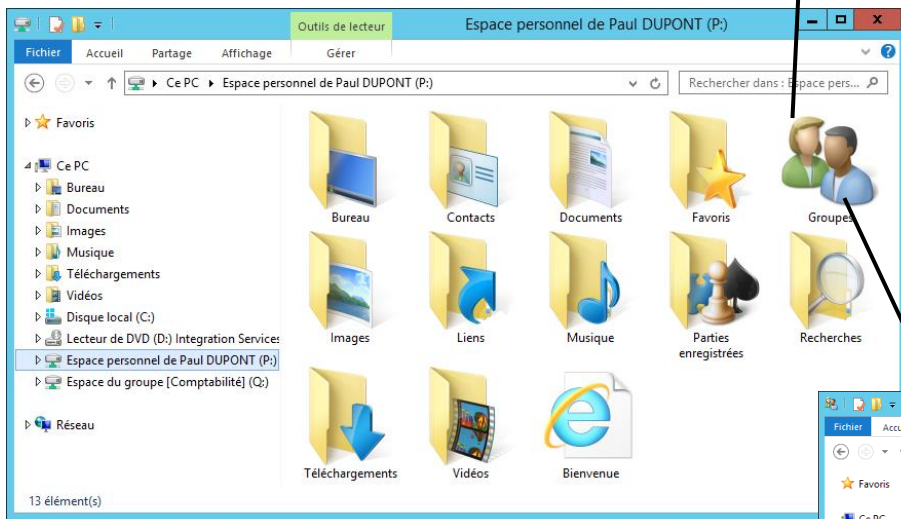 Outils de lecteur
Espace personnel de Paul DUPONT (P:)
Fichier Accueil Partage Affichage Gérer
Ce PC Espace personnel de Paul DUPONT (P:)
Rechercher dans : Espace pers...
Favoris
Ce PC
Bureau
Documents
Images
Musique
Téléchargements
Vidéos
Disque local (C:)
Lecteur de DVD (D:) Integration Services
Espace personnel de Paul DUPONT (P:)
Espace du groupe [Comptabilité] (Q:)
Réseau
Bureau Contacts Documents Favoris Groupes
Images Liens Musique Parties enregistrées Recherches
Téléchargements Vidéos Bienvenue
13 élément(s)
Fichier Accu
Favoris
Ce PC